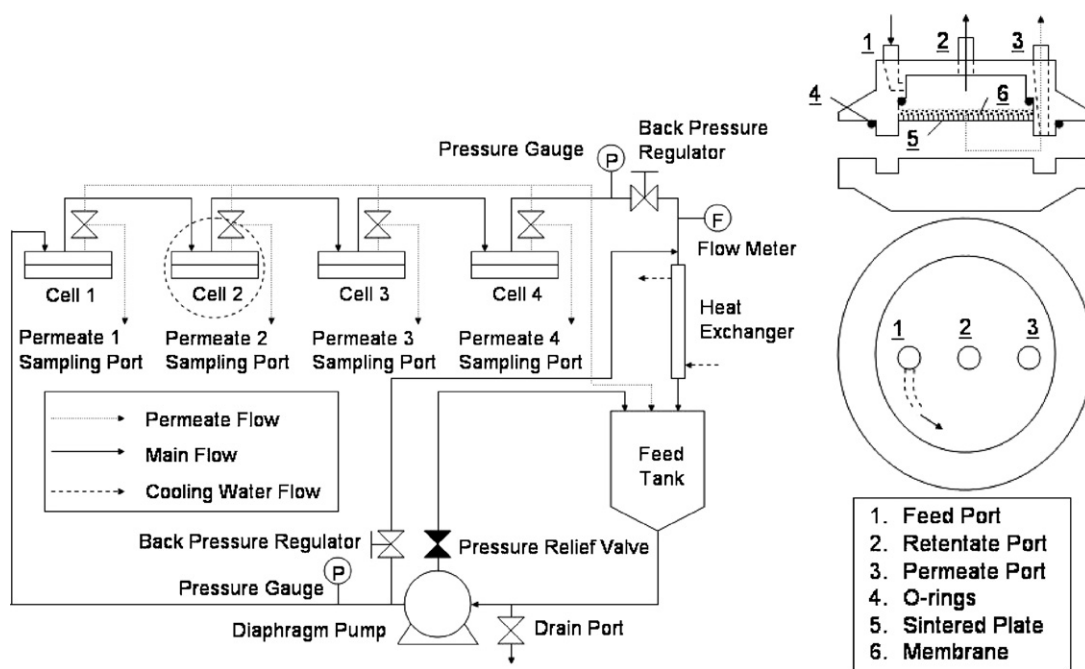 Pressure Gauge
Back Pressure
Regulator
P
F
Flow Meter
Cell 1
Cell 2
Cell 3
Cell 4
Heat
Exchanger
Permeate 1
Sampling Port
Permeate 2
Sampling Port
Permeate 3
Sampling Port
Permeate 4
Sampling Port
Permeate Flow
Main Flow
Cooling Water Flow
Feed
Tank
Back Pressure Regulator
Pressure Relief Valve
P
Pressure Gauge
Diaphragm Pump
Drain Port
1
2
3
4
6
5
1
2
3
1. Feed Port
2. Retentate Port
3. Permeate Port
4. O-rings
5. Sintered Plate
6. Membrane